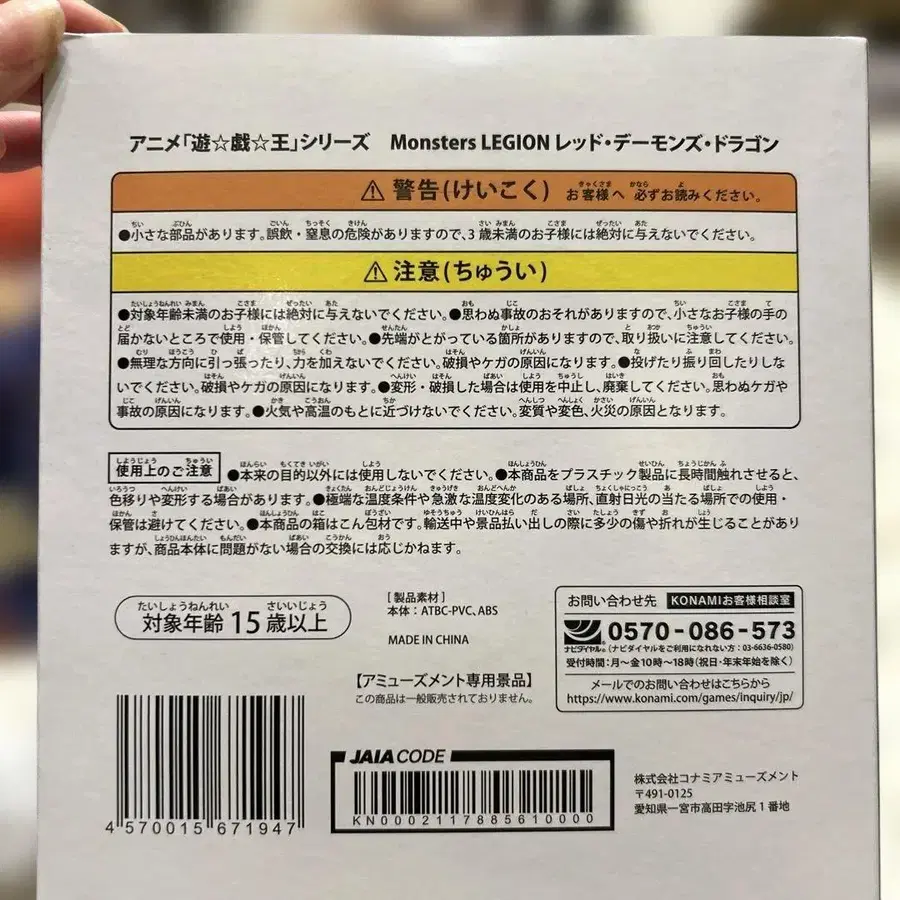 アニメ「遊☆戯☆王」シリーズ　Monsters LEGION レッド・デーモンズ・ドラゴン
⚠ 警告(けいこく) お客様へ 必ずお読みください。
●小さな部品があります。誤飲・窒息の危険がありますので、3歳未満のお子様には絶対に与えないでください。
⚠ 注意(ちゅうい)
●対象年齢未満のお子様には絶対に与えないでください。●思わぬ事故のおそれがありますので、小さなお子様の手の
届かないところで使用・保管してください。●先端がとがっている箇所がありますので、取り扱いに注意してください。
●無理な方向に引っ張ったり、力を加えないでください。破損やケガの原因になります。●投げたり振り回したりしな
いでください。破損やケガの原因になります。●変形・破損した場合は使用を中止し、廃棄してください。思わぬケガや
事故の原因になります。●火気や高温のもとに近づけないでください。変質や変色、火災の原因となります。
使用上のご注意 ●本来の目的以外には使用しないでください。●本商品をプラスチック製品に長時間触れさせると、
色移りや変形する場合があります。●極端な温度条件や急激な温度変化のある場所、直射日光の当たる場所での使用・
保管は避けてください。●本商品の箱はこん包材です。輸送中や景品払い出しの際に多少の傷や折れが生じることがあり
ますが、商品本体に問題がない場合の交換には応じかねます。
たいしょうねんれい さいいじょう
対象年齢 15 歳以上
[製品素材]
本体：ATBC-PVC、ABS
MADE IN CHINA
【アミューズメント専用景品】
この商品は一般販売されておりません。
お問い合わせ先 KONAMIお客様相談室
ナビダイヤル® 0570-086-573
(ナビダイヤルをご利用になれない方：03-6636-0580)
受付時間：月～金10時～18時(祝日・年末年始を除く)
メールでのお問い合わせはこちらから
https://www.konami.com/games/inquiry/jp/
4 570015 671947
JAIA CODE
KN0002117885610000
株式会社コナミアミューズメント
〒491-0125
愛知県一宮市高田字池尻1番地